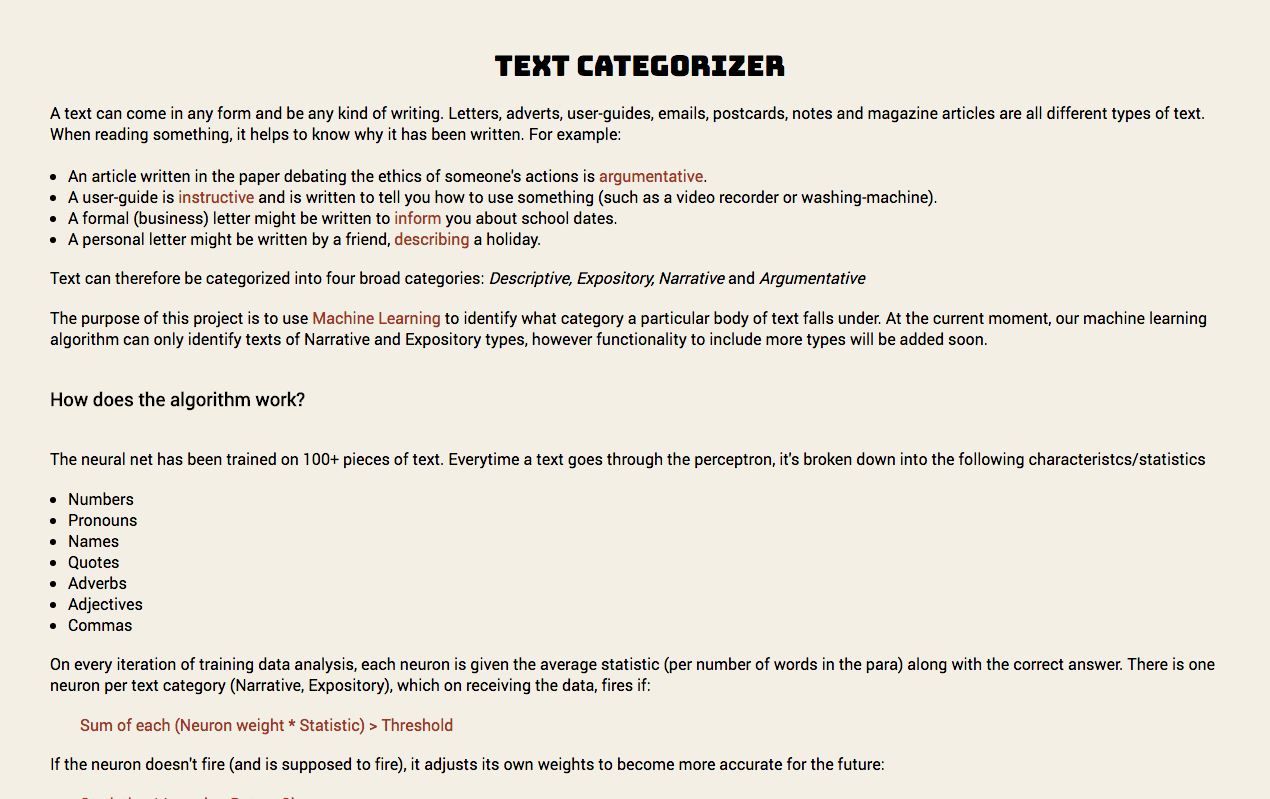 TEXT CATEGORIZER
A text can come in any form and be any kind of writing. Letters, adverts, user-guides, emails, postcards, notes and magazine articles are all different types of text.
When reading something, it helps to know why it has been written. For example:
• An article written in the paper debating the ethics of someone's actions is argumentative.
• A user-guide is instructive and is written to tell you how to use something (such as a video recorder or washing-machine).
• A formal (business) letter might be written to inform you about school dates.
• A personal letter might be written by a friend, describing a holiday.
Text can therefore be categorized into four broad categories: Descriptive, Expository, Narrative and Argumentative
The purpose of this project is to use Machine Learning to identify what category a particular body of text falls under. At the current moment, our machine learning
algorithm can only identify texts of Narrative and Expository types, however functionality to include more types will be added soon.
How does the algorithm work?
The neural net has been trained on 100+ pieces of text. Everytime a text goes through the perceptron, it's broken down into the following characteristcs/statistics
• Numbers
• Pronouns
• Names
• Quotes
• Adverbs
• Adjectives
• Commas
On every iteration of training data analysis, each neuron is given the average statistic (per number of words in the para) along with the correct answer. There is one
neuron per text category (Narrative, Expository), which on receiving the data, fires if:
Sum of each (Neuron weight * Statistic) > Threshold
If the neuron doesn't fire (and is supposed to fire), it adjusts its own weights to become more accurate for the future: